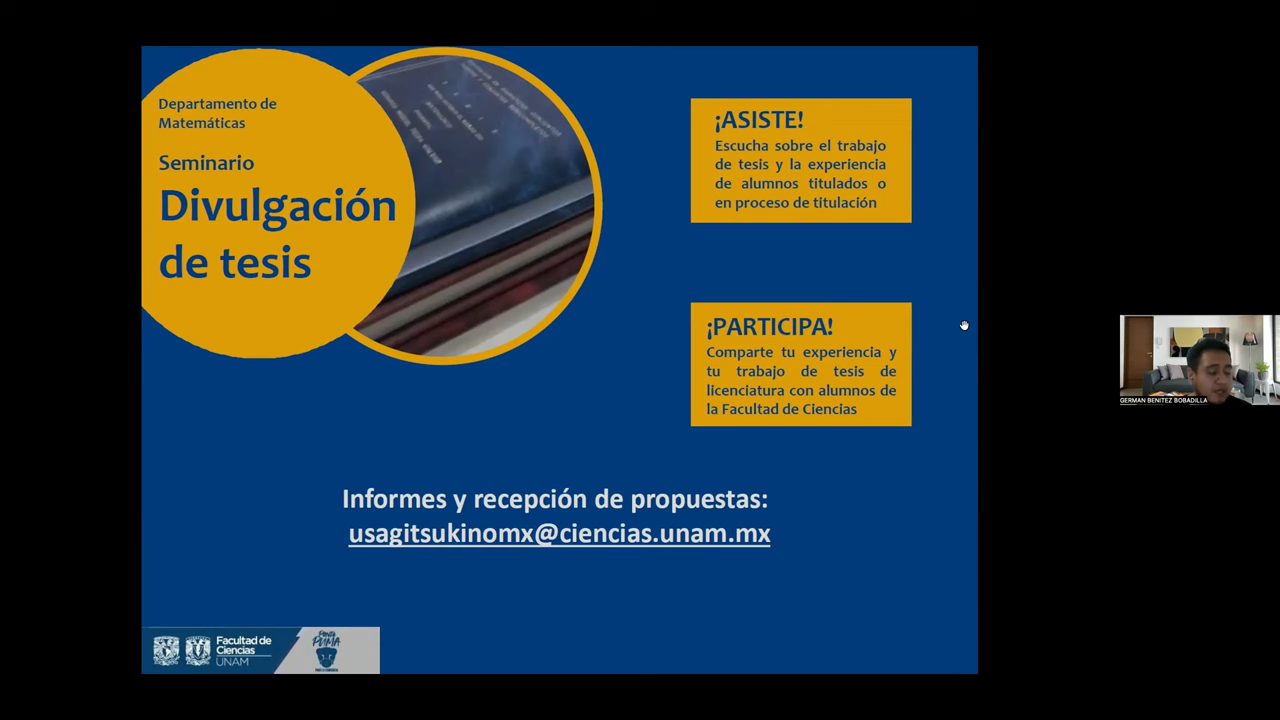 Departamento de
Matemáticas
Seminario
Divulgación
de tesis
¡ASISTE!
Escucha sobre el trabajo
de tesis y la experiencia
de alumnos titulados o
en proceso de titulación
¡PARTICIPA!
Comparte tu experiencia y
tu trabajo de tesis de
licenciatura con alumnos de
la Facultad de Ciencias
Informes y recepción de propuestas:
usagitsukinomx@ciencias.unam.mx
Facultad de
Ciencias
UNAM
PUMA
GERMAN BENITEZ BOBADILLA